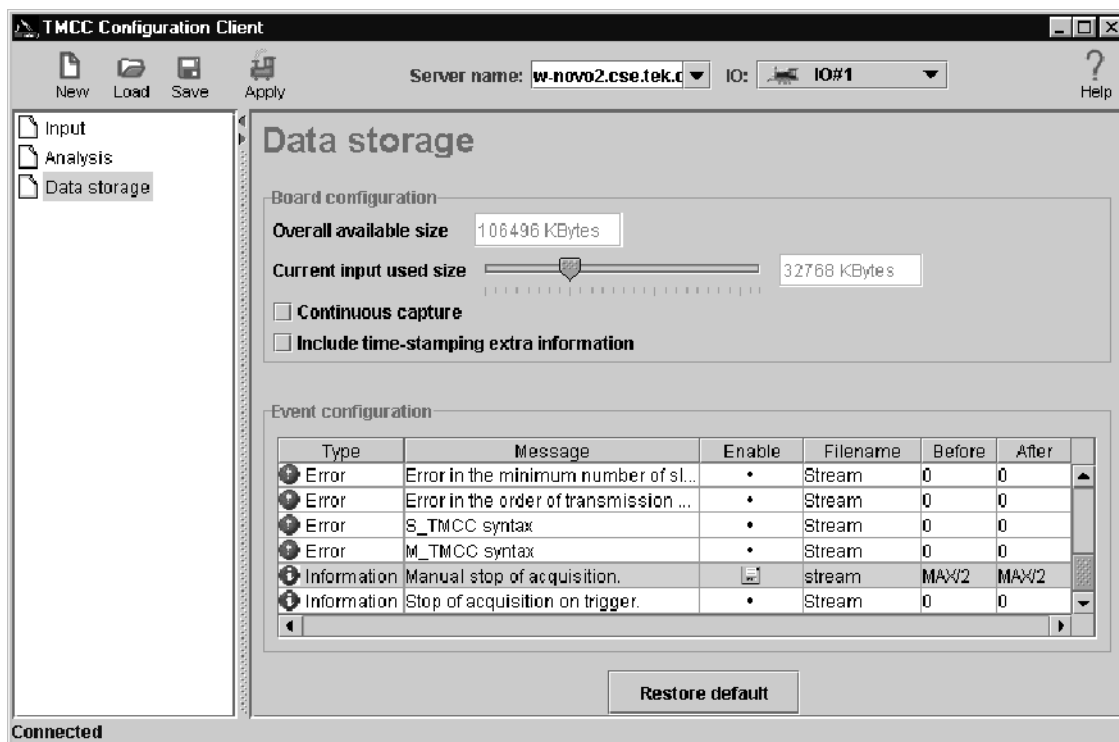 TMCC Configuration Client
New Load Save Apply Server name: w-novo2.cse.tek.c IO: IO#1 Help
Input
Analysis
Data storage
Data storage
Board configuration
Overall available size 106496 KBytes
Current input used size 32768 KBytes
Continuous capture
Include time-stamping extra information
Event configuration
Type Message Enable Filename Before After
Error Error in the minimum number of sl... • Stream 0 0
Error Error in the order of transmission ... • Stream 0 0
Error S_TMCC syntax • Stream 0 0
Error M_TMCC syntax • Stream 0 0
Information Manual stop of acquisition. stream MAX/2 MAX/2
Information Stop of acquisition on trigger. • Stream 0 0
Restore default
Connected